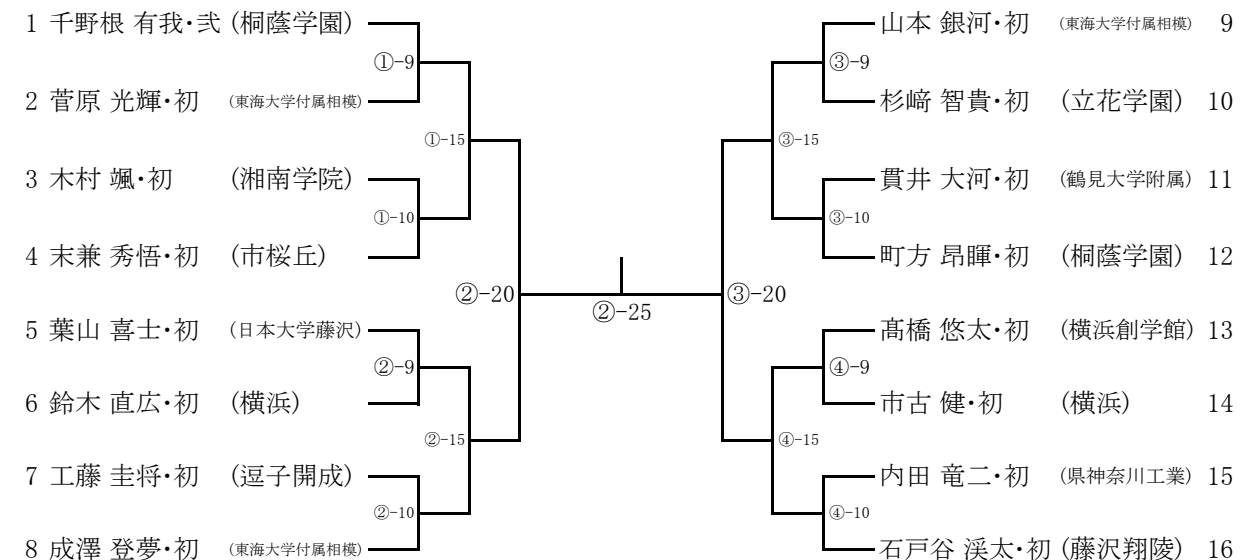 1 千野根 有我・弐 (桐蔭学園)
①-9
2 菅原 光輝・初 (東海大学付属相模)
①-15
3 木村 颯・初 (湘南学院)
①-10
4 末兼 秀悟・初 (市桜丘)
②-20
5 葉山 喜士・初 (日本大学藤沢)
②-9
6 鈴木 直広・初 (横浜)
②-15
7 工藤 圭将・初 (逗子開成)
②-10
8 成澤 登夢・初 (東海大学付属相模)
②-25
山本 銀河・初 (東海大学付属相模) 9
③-9
杉﨑 智貴・初 (立花学園) 10
③-15
貫井 大河・初 (鶴見大学附属) 11
③-10
町方 昂暉・初 (桐蔭学園) 12
③-20
髙橋 悠太・初 (横浜創学館) 13
④-9
市古 健・初 (横浜) 14
④-15
内田 竜二・初 (県神奈川工業) 15
④-10
石戸谷 渓太・初 (藤沢翔陵) 16